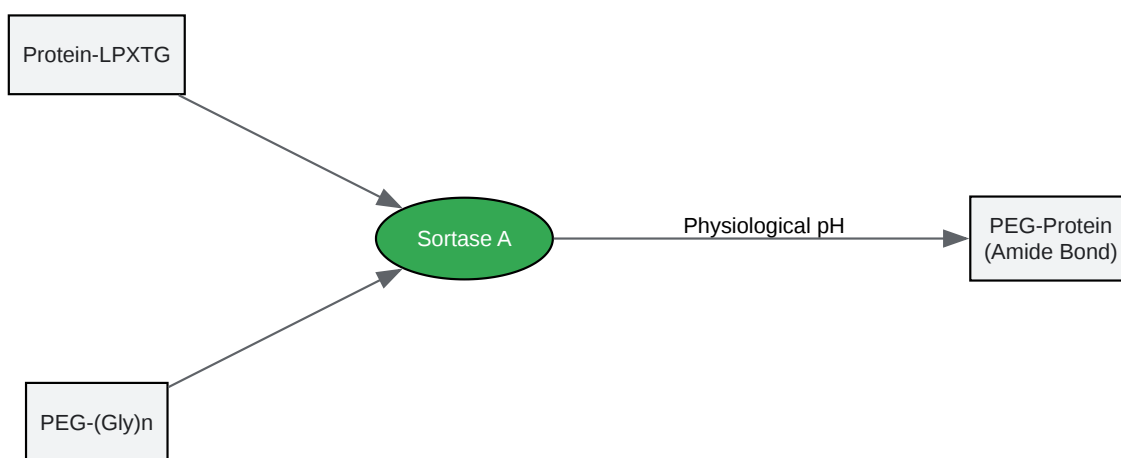 Protein-LPXTG
Sortase A
Physiological pH
PEG-Protein
(Amide Bond)
PEG-(Gly)n